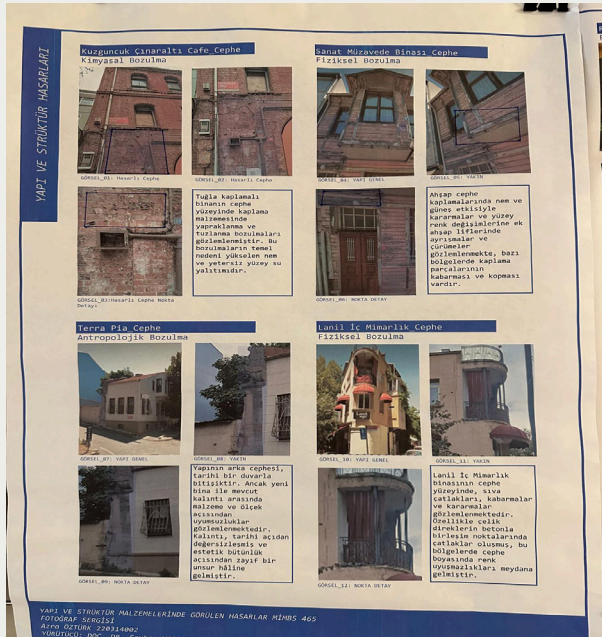 YAPI VE STRÜKTÜR HASARLARI
Kuzguncuk Çınaraltı Cafe_Cephe
Kimyasal Bozulma
GÖRSEL_01: Hasarlı Cephe
GÖRSEL_02: Hasarlı Cephe
GÖRSEL_03:Hasarlı Cephe Nokta
Detayı
Tuğla kaplamalı
binanın cephe
yüzeyinde kaplama
malzemesinde
yapraklanma ve
tuzlanma bozulmaları
gözlemlenmiştir. Bu
bozulmaların temel
nedeni yükselen nem
ve yetersiz yüzey su
yalıtımıdır.
Sanat Müzavede Binası_Cephe
Fiziksel Bozulma
GÖRSEL_04: YAPI GENEL
GÖRSEL_05: YAKIN
GÖRSEL_06: NOKTA DETAY
Ahşap cephe
kaplamalarında nem ve
güneş etkisiyle
kararmalar ve yüzey
renk değişimlerine ek
ahşap liflerinde
ayrışmalar ve
çürümeler
gözlemlenmekte, bazı
bölgelerde kaplama
parçalarının
kabarması ve kopması
vardır.
Terra Pia_Cephe
Antropolojik Bozulma
GÖRSEL_07: YAPI GENEL
GÖRSEL_08: YAKIN
GÖRSEL_09: NOKTA DETAY
Yapının arka cephesi,
tarihi bir duvarla
bitişiktir. Ancak yeni
bina ile mevcut
kalıntı arasında
malzeme ve ölçek
açısından
uyumsuzluklar
gözlemlenmektedir.
Kalıntı, tarihi açıdan
değersizleşmiş ve
estetik bütünlük
açısından zayıf bir
unsur hâline
gelmiştir.
Lanil İç Mimarlık_Cephe
Fiziksel Bozulma
GÖRSEL_10: YAPI GENEL
GÖRSEL_11: YAKIN
GÖRSEL_12: NOKTA DETAY
Lanil İç Mimarlık
binasının cephe
yüzeyinde, sıva
çatlakları, kabarmalar
ve kararmalar
gözlemlenmektedir.
Özellikle çelik
direklerin betonla
birleşim noktalarında
çatlaklar oluşmuş, bu
bölgelerde cephe
boyasında renk
uyuşmazlıkları meydana
gelmiştir.
YAPI VE STRÜKTÜR MALZEMELERİNDE GÖRÜLEN HASARLAR MİMBS 465
FOTOĞRAF SERGİSİ
Azra ÖZTÜRK 220314002
YÜRÜTÜCÜ: DOÇ. DR.